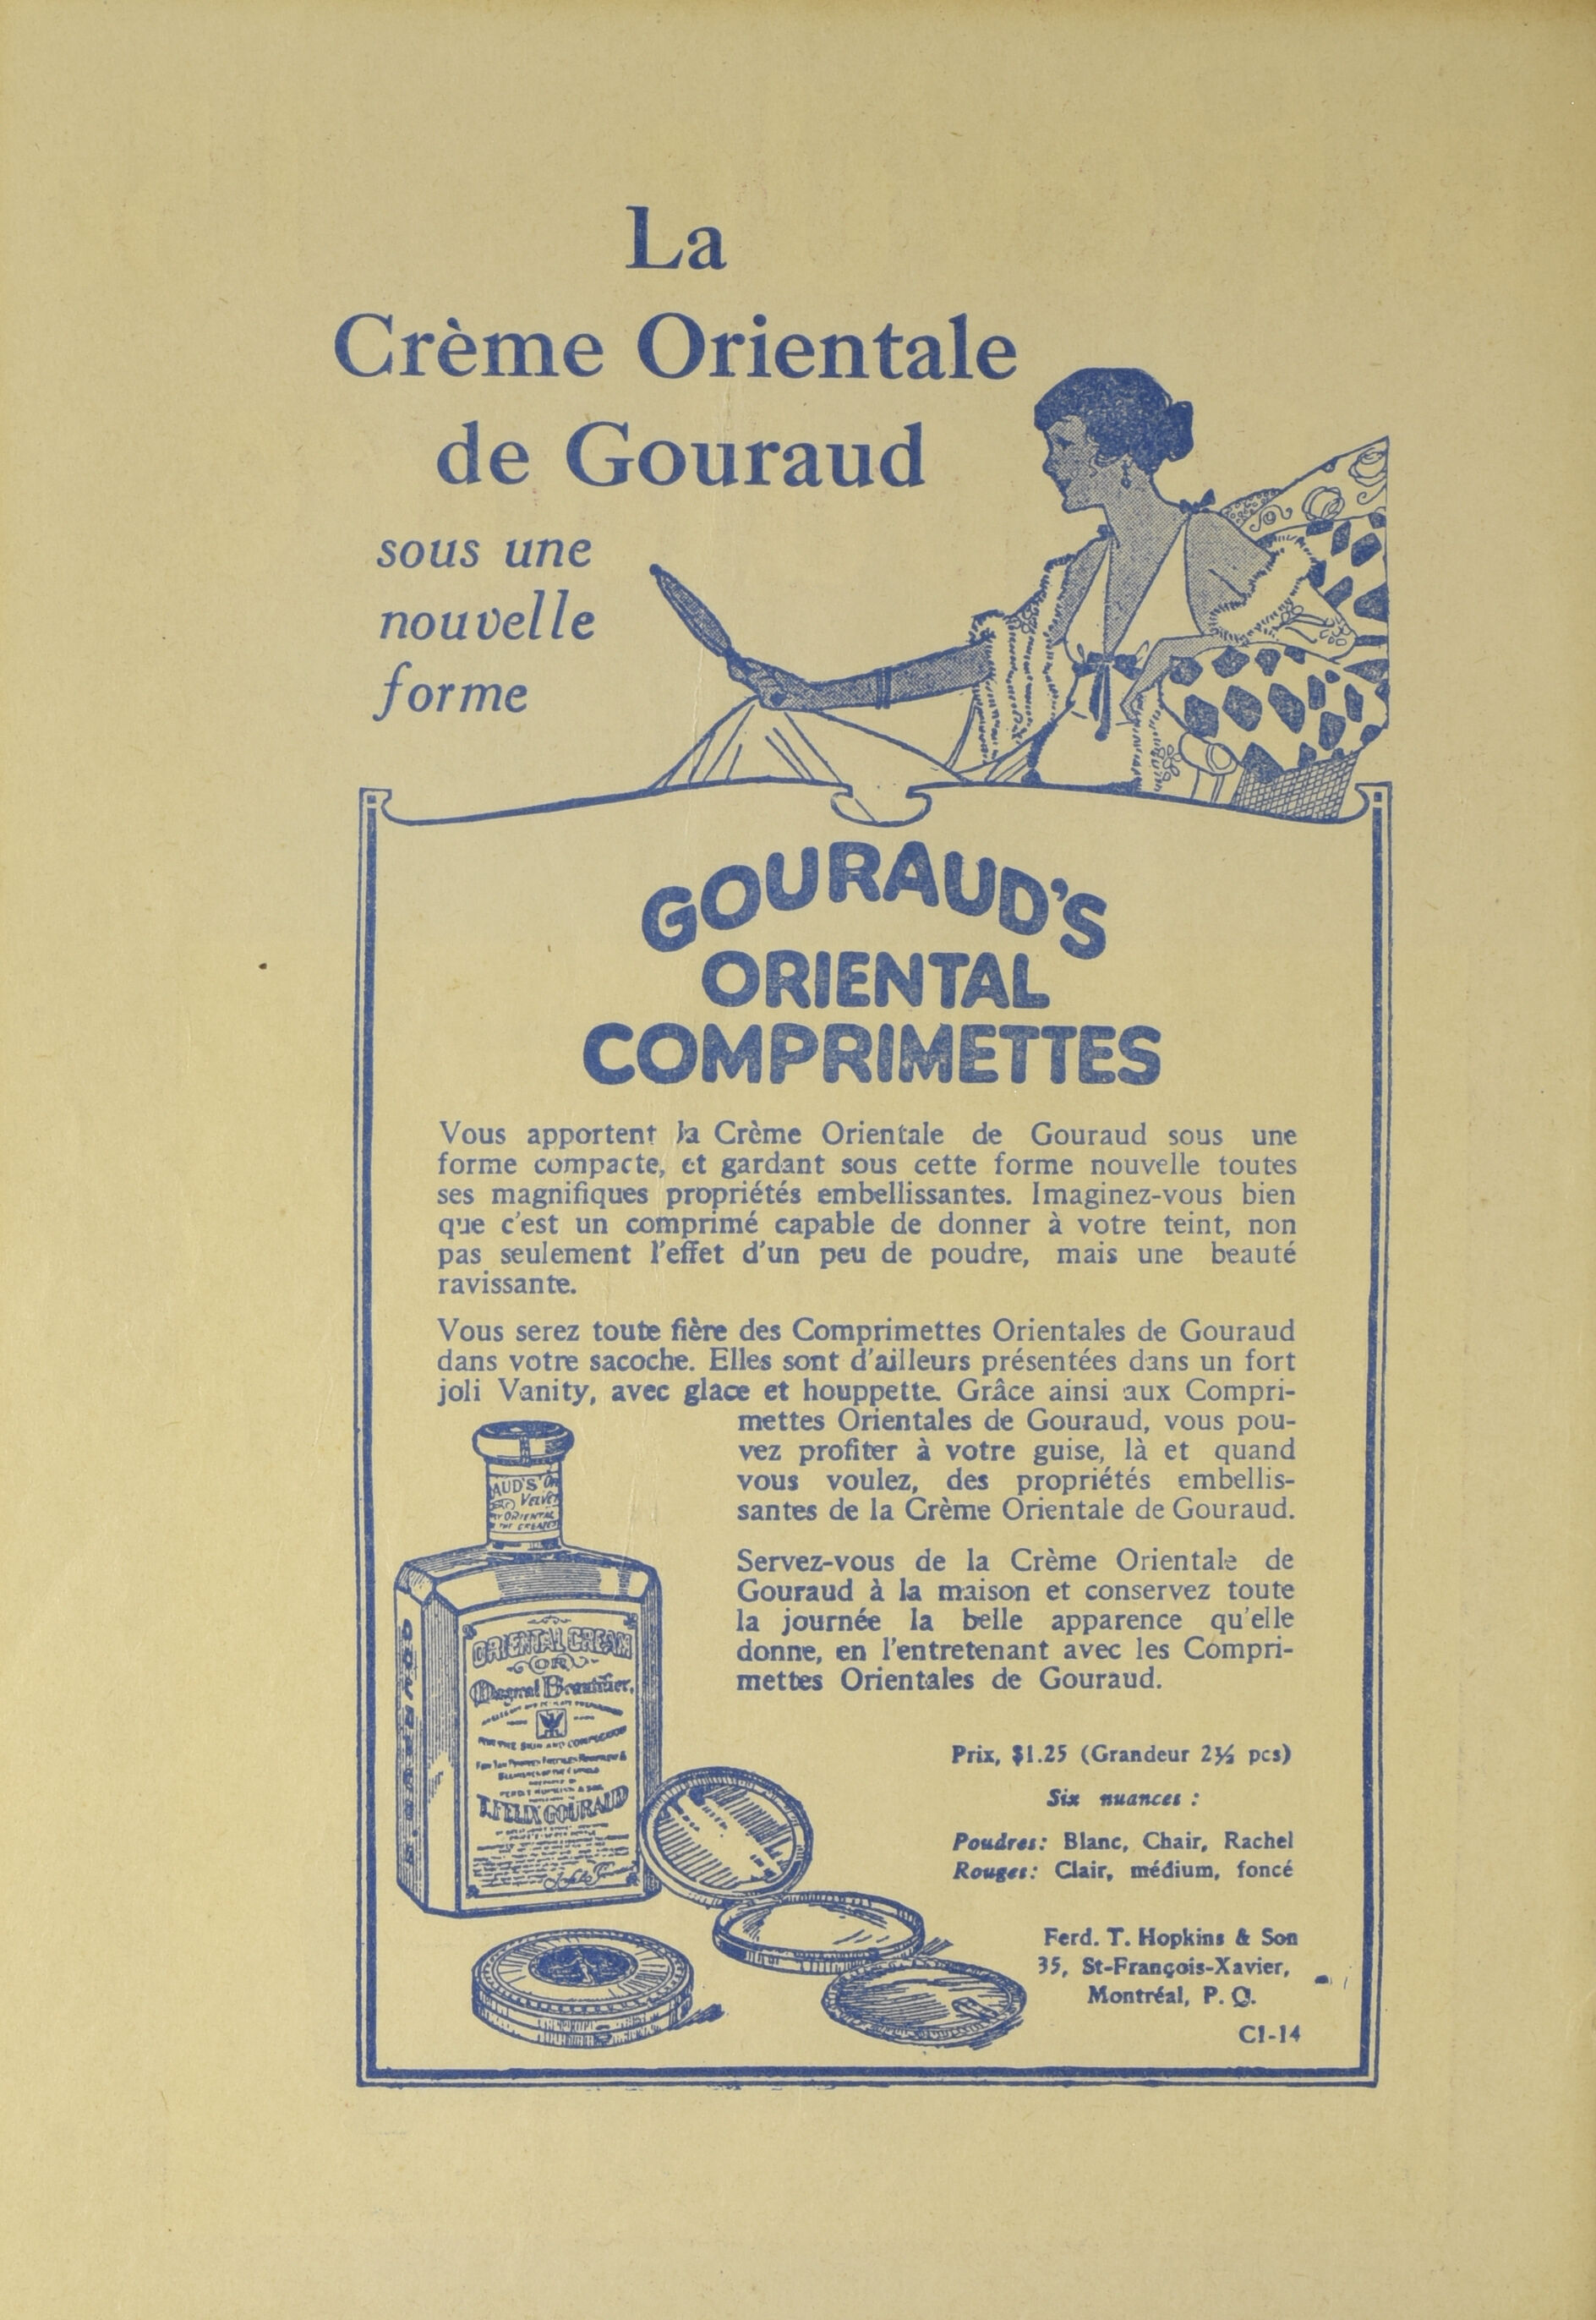 La
Crème Orientale
de Gouraud
sous une
nouvelle
forme
GOURAUD'S
ORIENTAL
COMPRIMETTES
Vous apportent la Crème Orientale de Gouraud sous une
forme compacte, et gardant sous cette forme nouvelle toutes
ses magnifiques propriétés embellissantes. Imaginez-vous bien
que c'est un comprimé capable de donner à votre teint, non
pas seulement l'effet d'un peu de poudre, mais une beauté
ravissante.
Vous serez toute fière des Comprimettes Orientales de Gouraud
dans votre sacoche. Elles sont d'ailleurs présentées dans un fort
joli Vanity, avec glace et houppette. Grâce ainsi aux Compri-
mettes Orientales de Gouraud, vous pou-
vez profiter à votre guise, là et quand
vous voulez, des propriétés embellis-
santes de la Crème Orientale de Gouraud.
Servez-vous de la Crème Orientale de
Gouraud à la maison et conservez toute
la journée la belle apparence qu'elle
donne, en l'entretenant avec les Compri-
mettes Orientales de Gouraud.
AUD'S OR
VELVE
ORIENTAL
ORIENTAL CREAM
OR
Magical Beautifier,
FOR THE SKIN AND COMPLEXION
T. FELIX GOURAUD
Prix, $1.25 (Grandeur 2½ pcs)
Six nuances :
Poudres: Blanc, Chair, Rachel
Rouges: Clair, médium, foncé
Ferd. T. Hopkins & Son
35, St-François-Xavier,
Montréal, P. Q.
C1-14